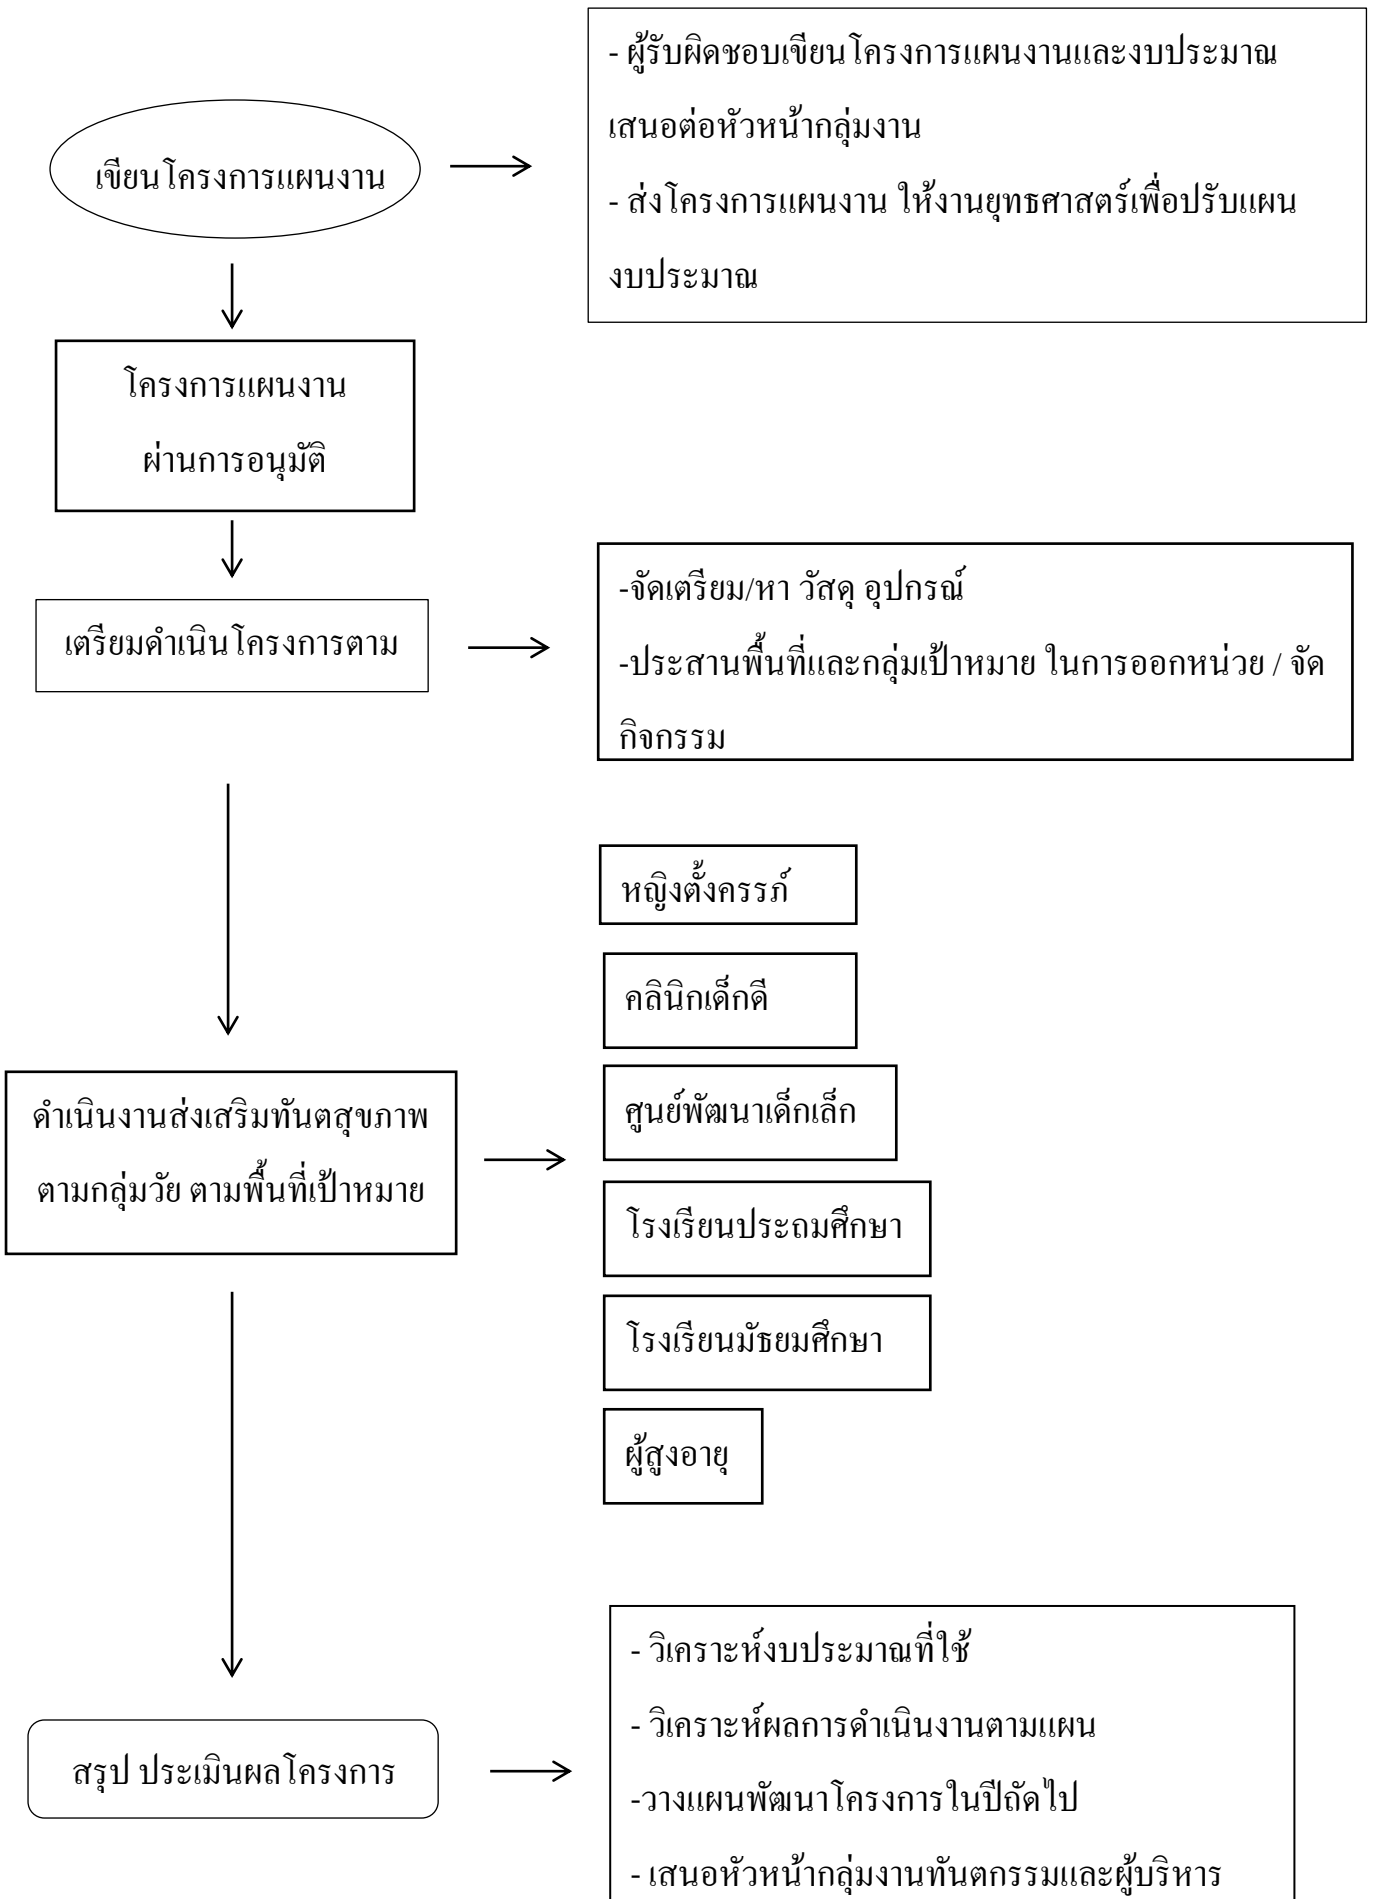 - ผู้รับผิดชอบเขียนโครงการแผนงานและงบประมาณ
เสนอต่อหัวหน้ากลุ่มงาน
- ส่งโครงการแผนงาน ให้งานยุทธศาสตร์เพื่อปรับแผน
งบประมาณ
เขียนโครงการแผนงาน
โครงการแผนงาน
ผ่านการอนุมัติ
เตรียมดำเนินโครงการตาม
-จัดเตรียม/หา วัสดุ อุปกรณ์
-ประสานพื้นที่และกลุ่มเป้าหมาย ในการออกหน่วย / จัด
กิจกรรม
ดำเนินงานส่งเสริมทันตสุขภาพ
ตามกลุ่มวัย ตามพื้นที่เป้าหมาย
หญิงตั้งครรภ์
คลินิกเด็กดี
ศูนย์พัฒนาเด็กเล็ก
โรงเรียนประถมศึกษา
โรงเรียนมัธยมศึกษา
ผู้สูงอายุ
สรุป ประเมินผลโครงการ
- วิเคราะห์งบประมาณที่ใช้
- วิเคราะห์ผลการดำเนินงานตามแผน
-วางแผนพัฒนาโครงการในปีถัดไป
- เสนอหัวหน้ากลุ่มงานทันตกรรมและผู้บริหาร